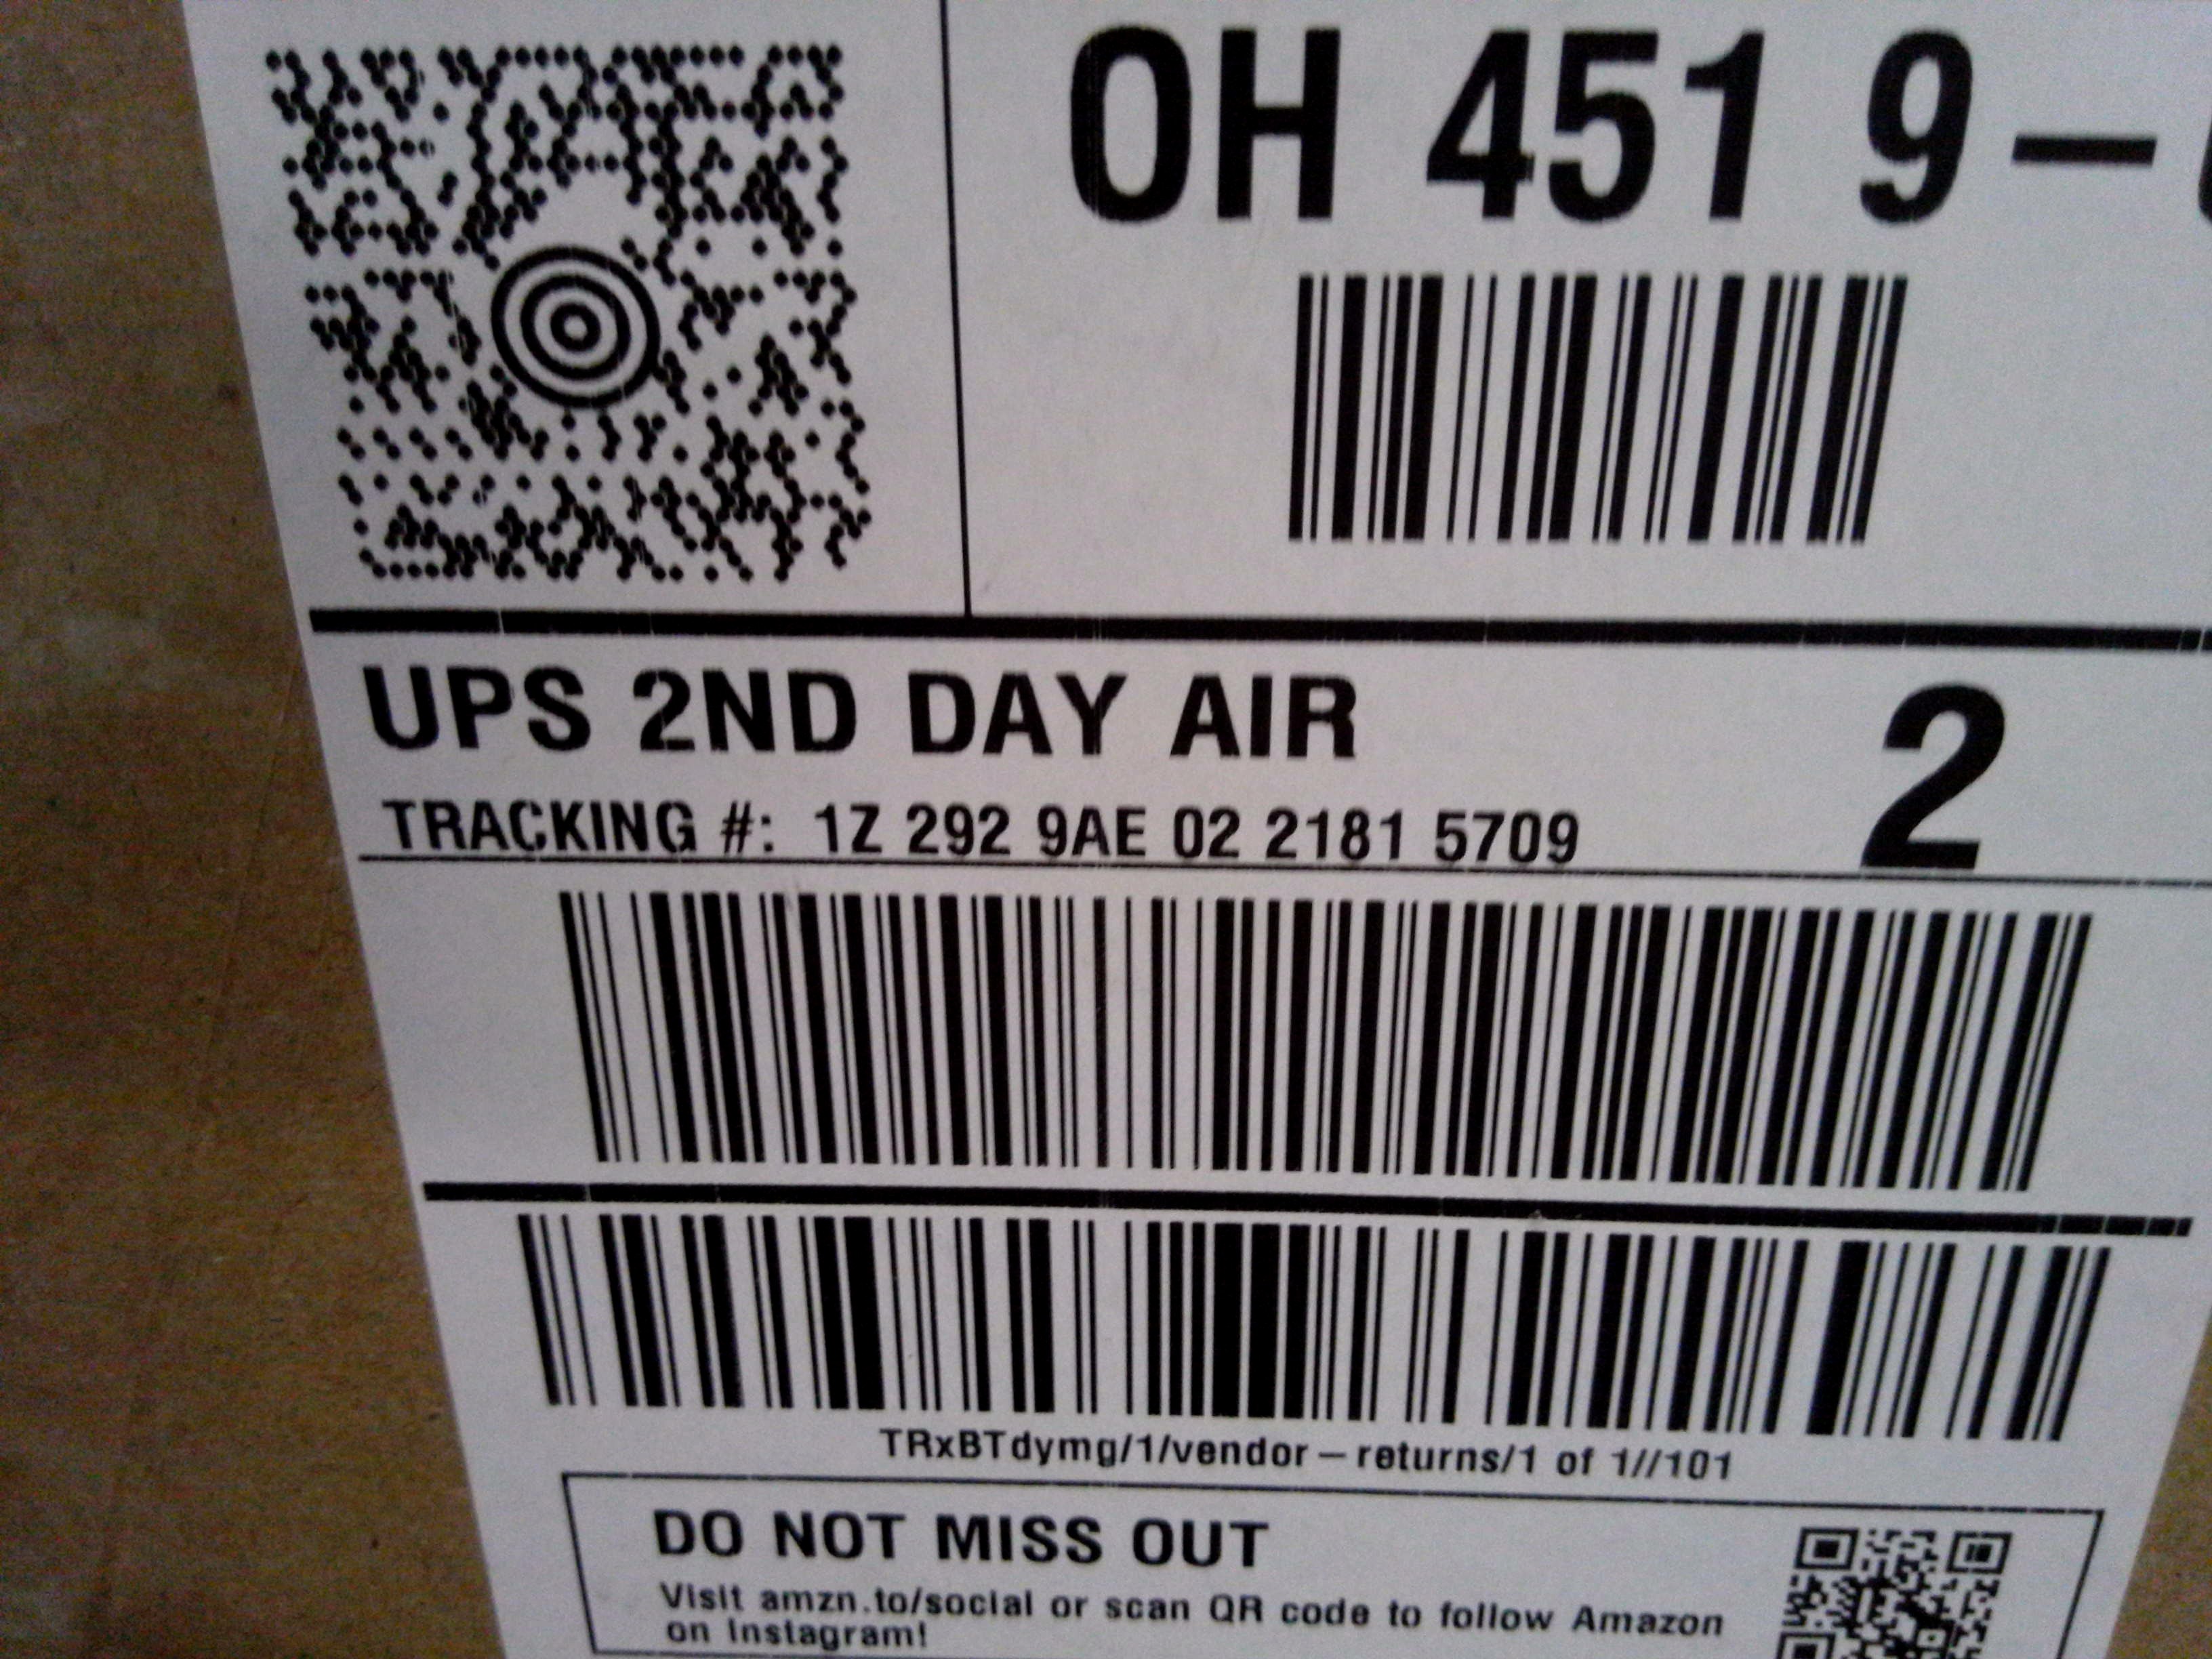 OH 451 9-
UPS 2ND DAY AIR
2
TRACKING #: 1Z 292 9AE 02 2181 5709
TRxBTdymg/1/vendor-returns/1 of 1//101
DO NOT MISS OUT
Visit amzn.to/social or scan QR code to follow Amazon
on Instagram!